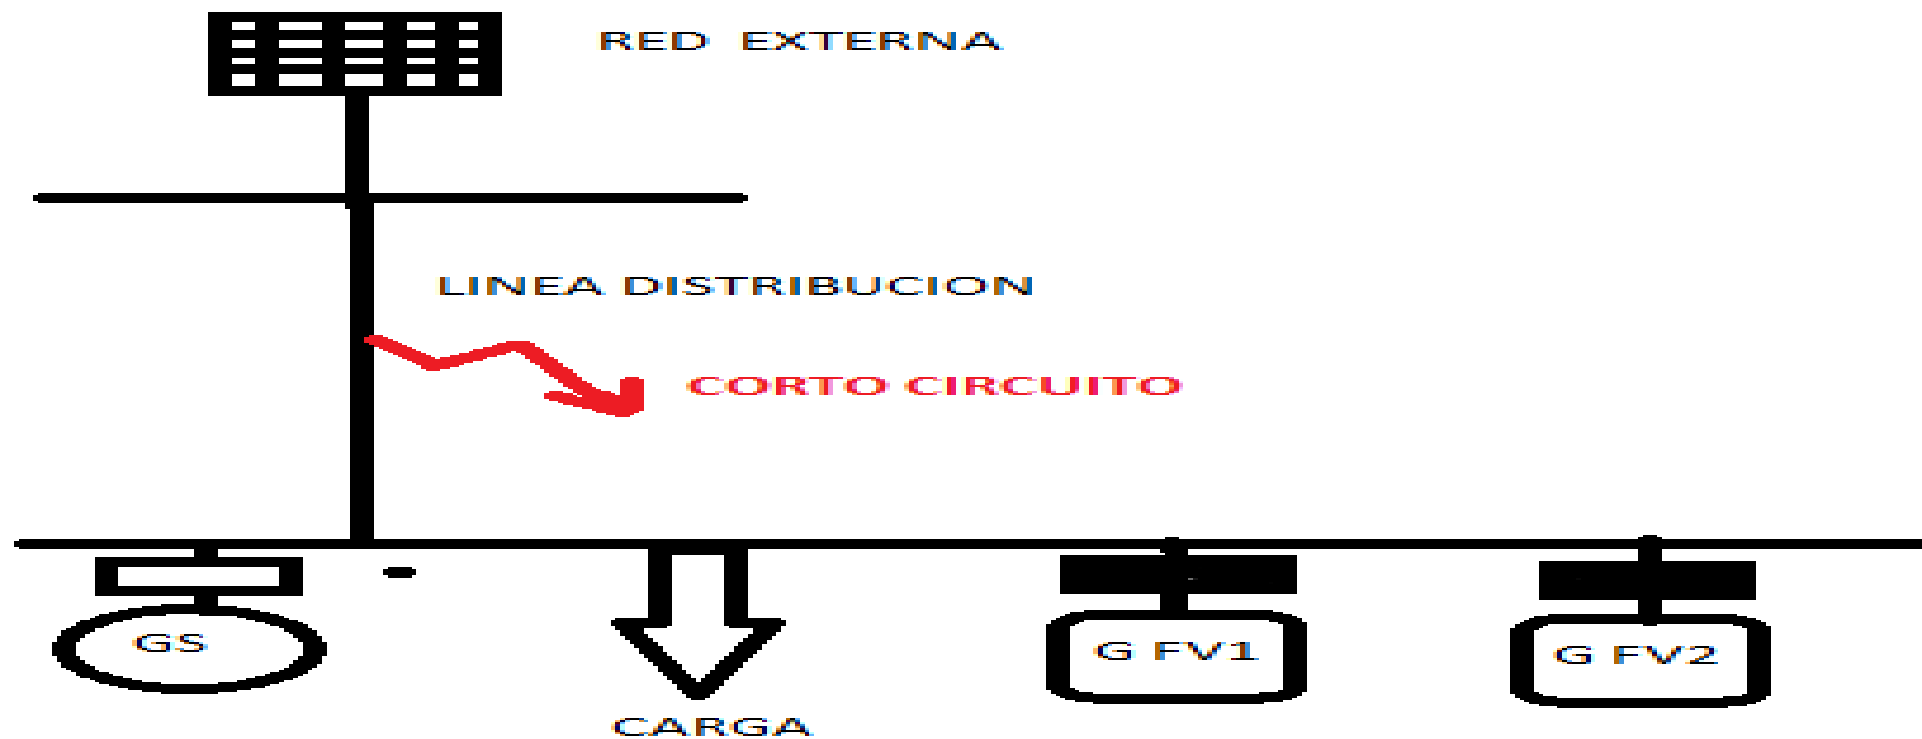 RED EXTERNA
LINEA DISTRIBUCION
CORTO CIRCUITO
GS
G FV1
G FV2
CARGA